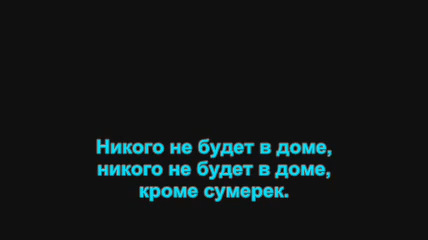 Никого не будет в доме,
никого не будет в доме,
кроме сумерек.